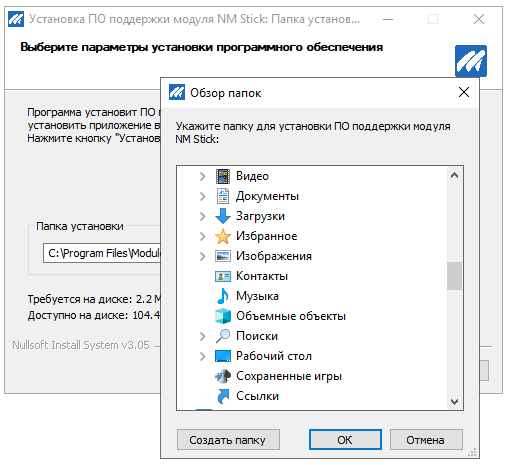 Установка ПО поддержки модуля NM Stick: Папка установ...
Выберите параметры установки программного обеспечения
Программа установит ПО
установить приложение в
Нажмите кнопку "Установ
Папка установки
C:\Program Files\Module
Требуется на диске: 2.2
Доступно на диске: 104.4
Nullsoft Install System v3.05
Обзор папок
Укажите папку для установки ПО поддержки модуля
NM Stick:
Видео
Документы
Загрузки
Избранное
Изображения
Контакты
Музыка
Объемные объекты
Поиски
Рабочий стол
Сохраненные игры
Ссылки
Создать папку
ОК
Отмена